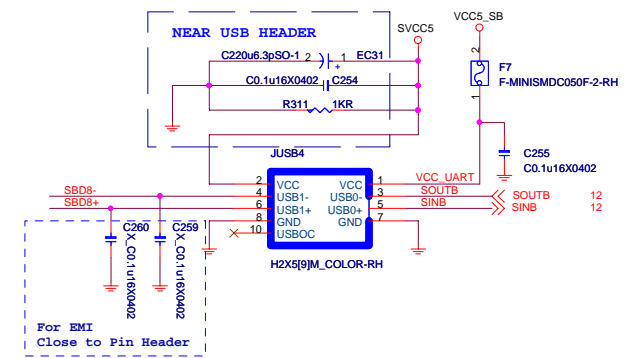 NEAR USB HEADER
SVCC5
VCC5_SB
C220u6.3pSO-1 2 1 EC31
+
C0.1u16X0402 C254
R311 1KR
2
F7
F-MINISMDC050F-2-RH
1
C255
C0.1u16X0402
JUSB4
2 VCC VCC 1 VCC_UART
SBD8- 4 USB1- USB0- 3 SOUTB SOUTB 12
SBD8+ 6 USB1+ USB0+ 5 SINB SINB 12
8 GND GND 7
10 USBOC
H2X5[9]M_COLOR-RH
C260
X_C0.1u16X0402
C259
X_C0.1u16X0402
For EMI
Close to Pin Header